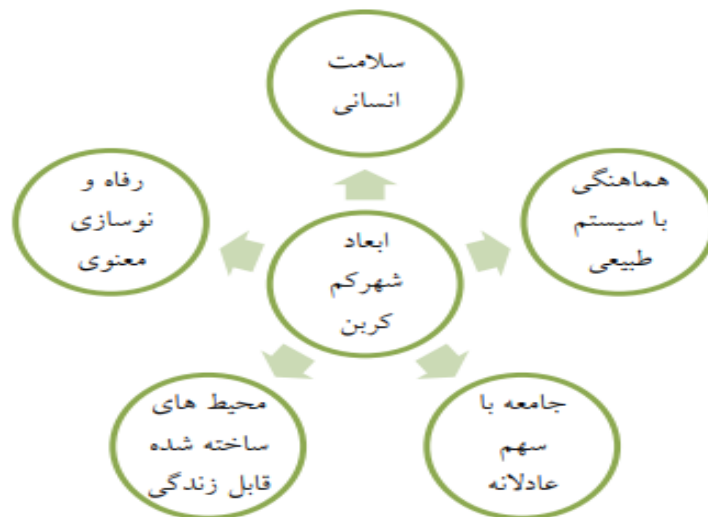 سلامت
انسانی
رفاه و
نوسازی
معنوی
هماهنگی
با سیستم
طبیعی
ابعاد
شهرکم
کربن
محیط های
ساخته شده
قابل زندگی
جامعه با
سهم
عادلانه